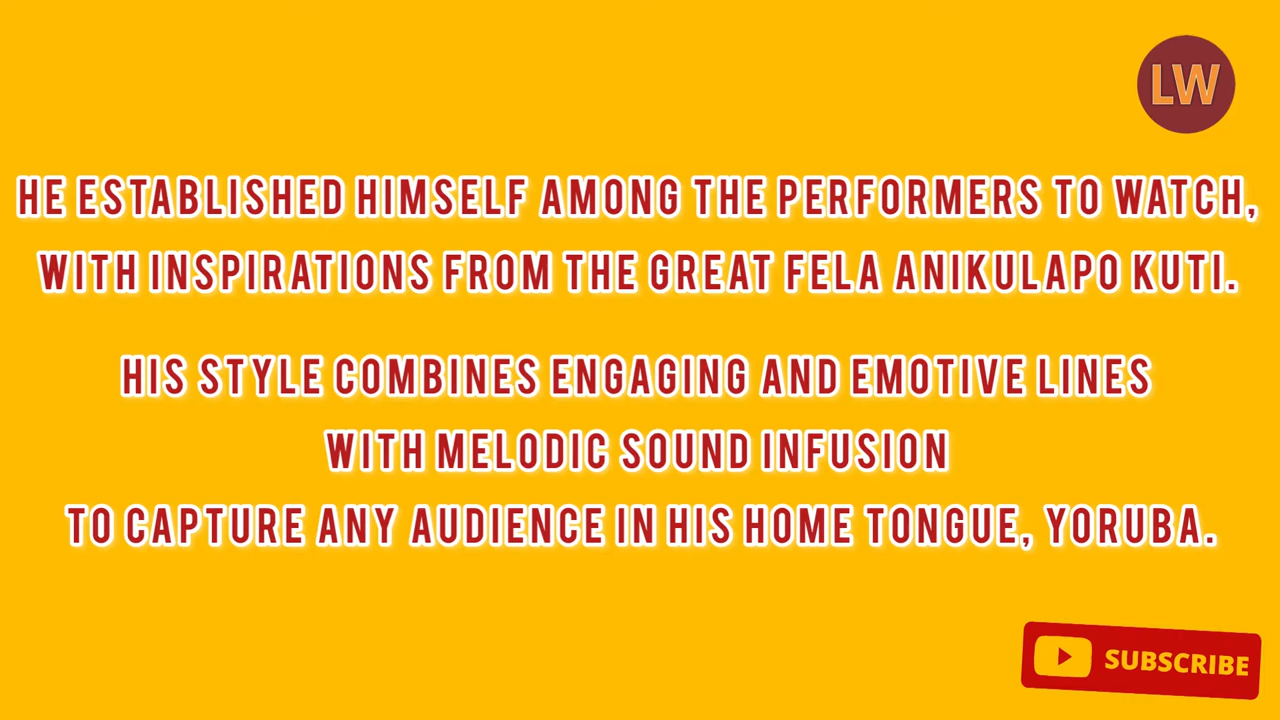 LW
HE ESTABLISHED HIMSELF AMONG THE PERFORMERS TO WATCH,
WITH INSPIRATIONS FROM THE GREAT FELA ANIKULAPO KUTI.
HIS STYLE COMBINES ENGAGING AND EMOTIVE LINES
WITH MELODIC SOUND INFUSION
TO CAPTURE ANY AUDIENCE IN HIS HOME TONGUE, YORUBA.
SUBSCRIBE